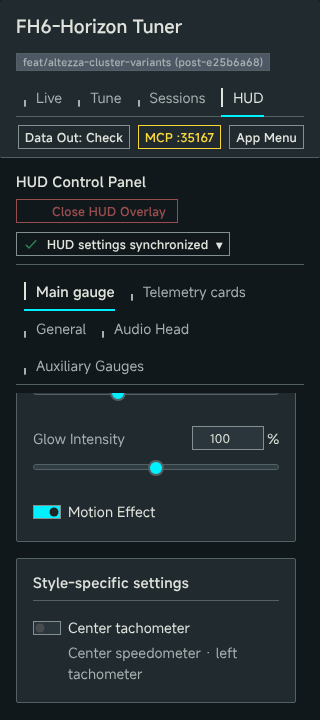 FH6-Horizon Tuner
feat/altezza-cluster-variants (post-e25b6a68)
Live Tune Sessions HUD
Data Out: Check MCP :35167 App Menu
HUD Control Panel
Close HUD Overlay
HUD settings synchronized
Main gauge Telemetry cards
General Audio Head
Auxiliary Gauges
Glow Intensity 100 %
Motion Effect
Style-specific settings
Center tachometer
Center speedometer · left
tachometer